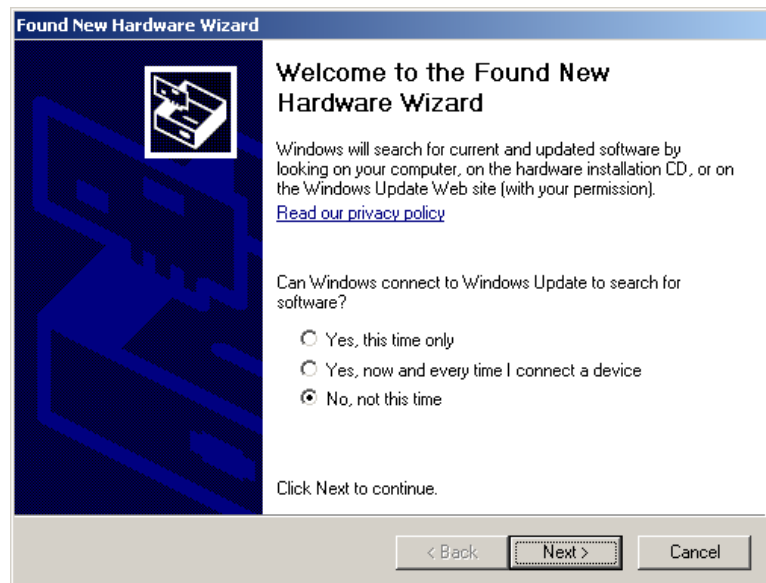 Found New Hardware Wizard
Welcome to the Found New
Hardware Wizard
Windows will search for current and updated software by
looking on your computer, on the hardware installation CD, or on
the Windows Update Web site (with your permission).
Read our privacy policy
Can Windows connect to Windows Update to search for
software?
Yes, this time only
Yes, now and every time I connect a device
No, not this time
Click Next to continue.
< Back Next > Cancel